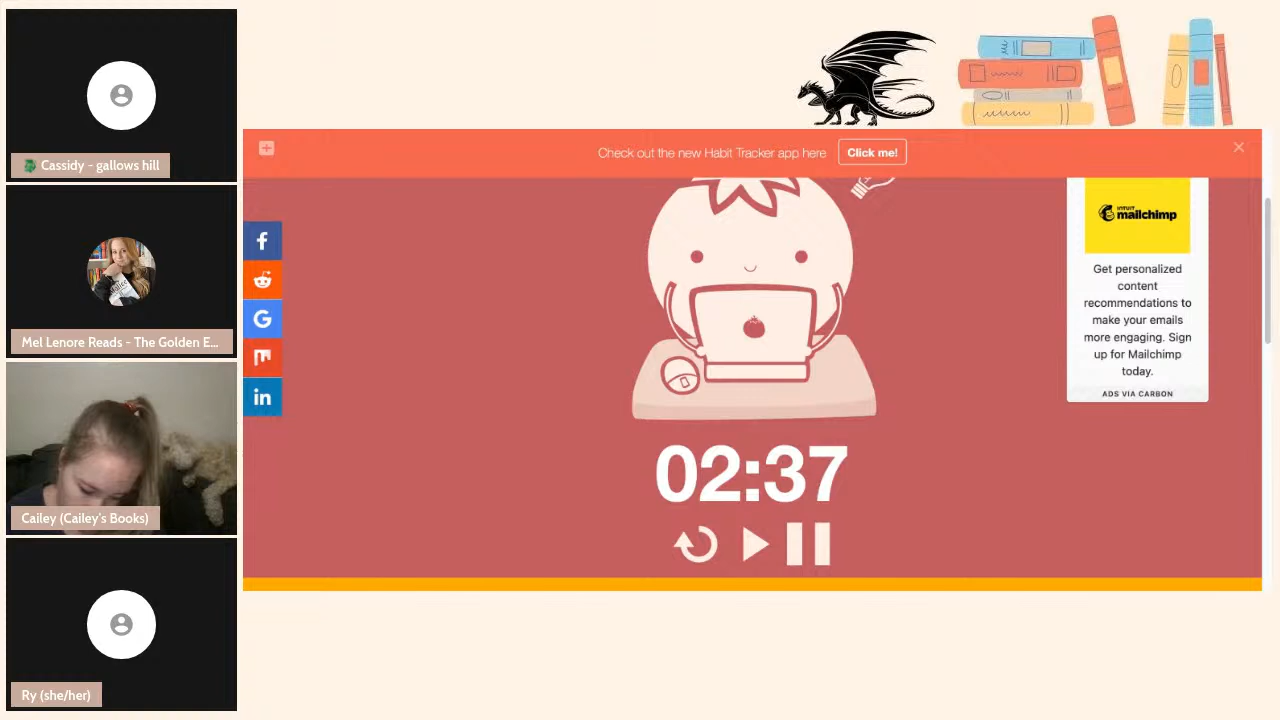 Cassidy - gallows hill
Mel Lenore Reads - The Golden E...
Cailey (Cailey's Books)
Ry (she/her)
Check out the new Habit Tracker app here
Click me!
02:37
INTUIT
mailchimp
Get personalized
content
recommendations to
make your emails
more engaging. Sign
up for Mailchimp
today.
ADS VIA CARBON
f
G
in